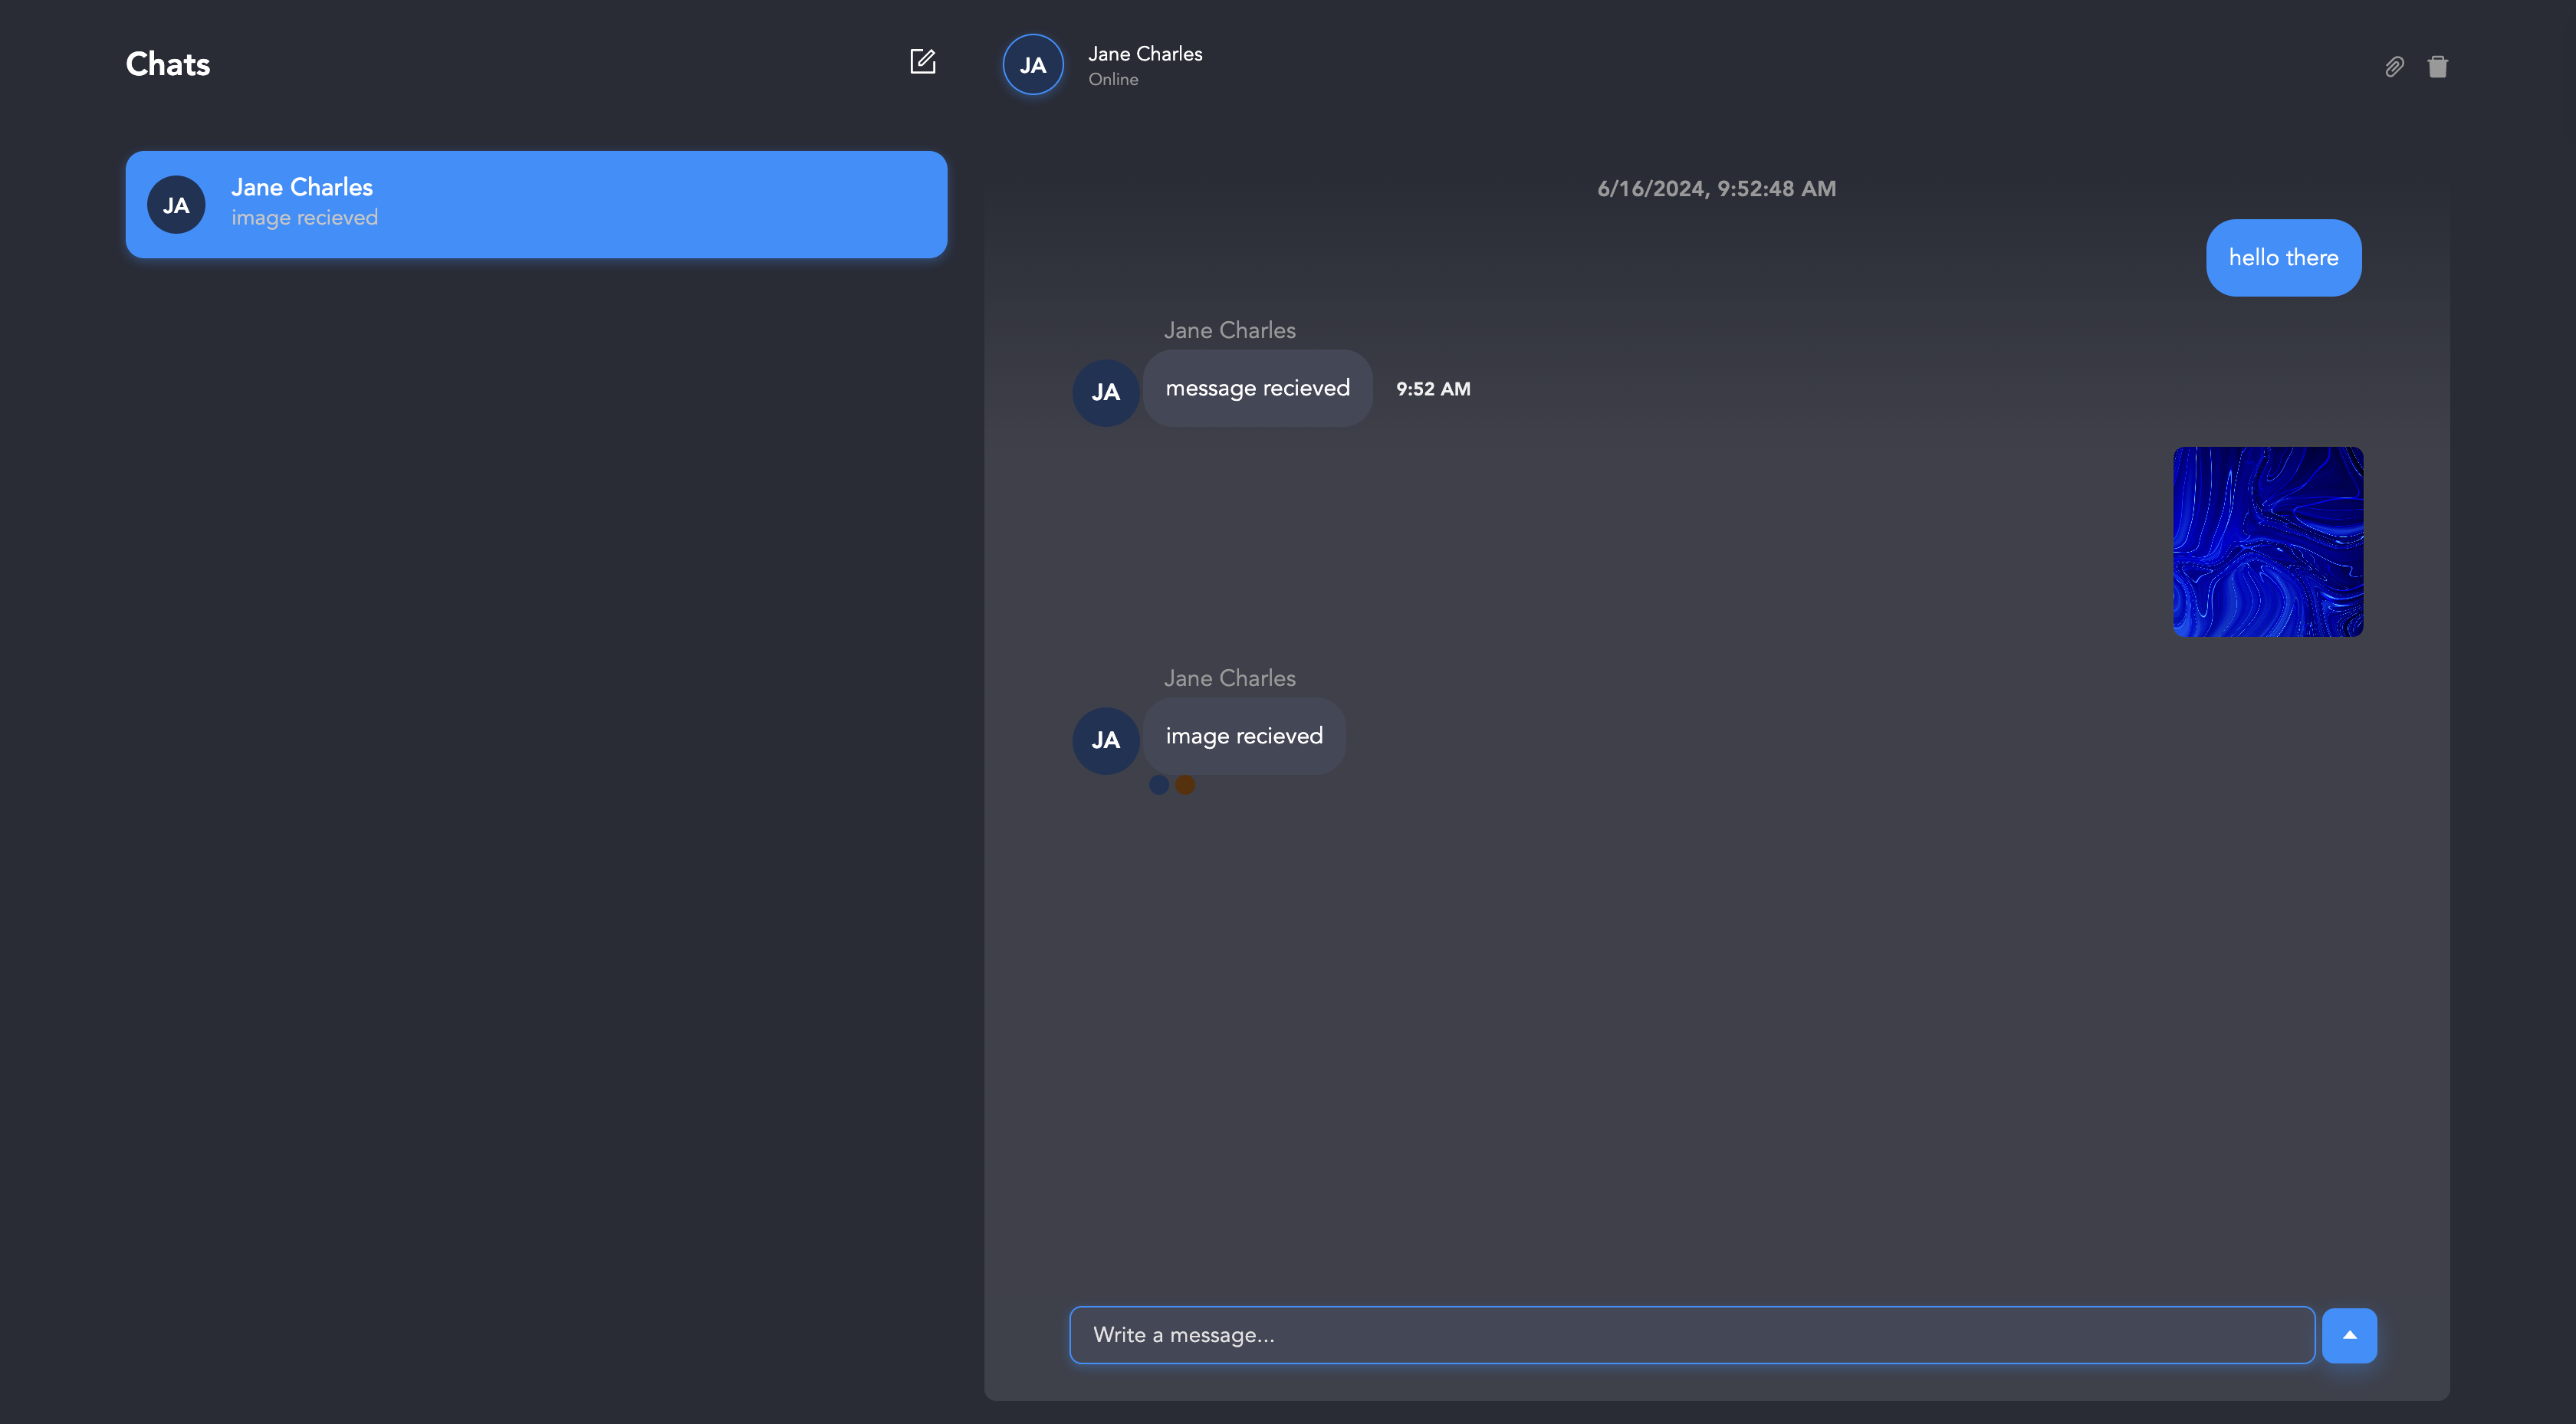 Chats
JA
Jane Charles
image recieved
JA
Jane Charles
Online
6/16/2024, 9:52:48 AM
hello there
Jane Charles
JA
message recieved
9:52 AM
Jane Charles
JA
image recieved
Write a message...